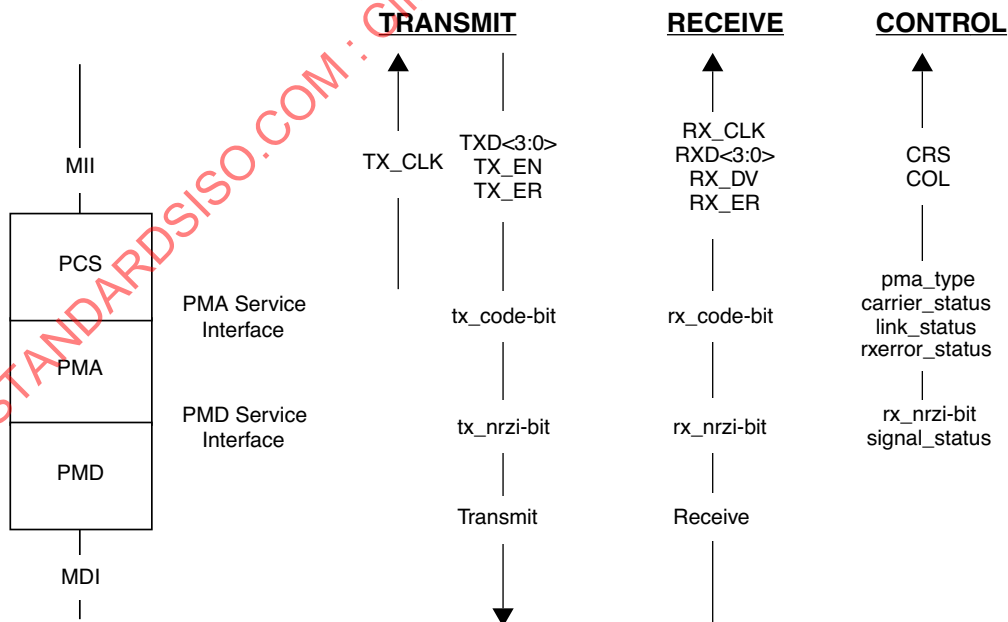 TRANSMIT
RECEIVE
CONTROL
MII
TX_CLK
TXD<3:0>
TX_EN
TX_ER
RX_CLK
RXD<3:0>
RX_DV
RX_ER
CRS
COL
PCS
PMA Service
Interface
tx_code-bit
rx_code-bit
pma_type
carrier_status
link_status
rxerror_status
PMA
PMD Service
Interface
tx_nrzi-bit
rx_nrzi-bit
rx_nrzi-bit
signal_status
PMD
Transmit
Receive
MDI
STANDARDSISO.COM :